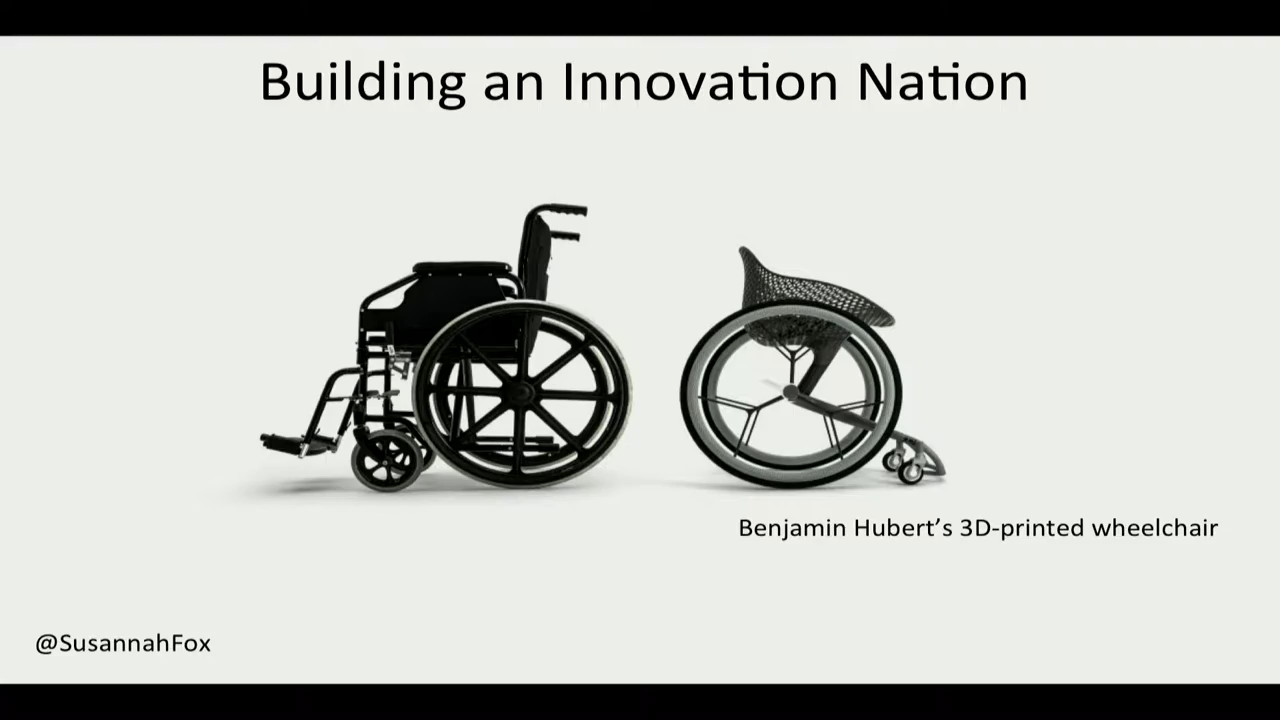 Building an Innovation Nation
Benjamin Hubert’s 3D-printed wheelchair
@SusannahFox